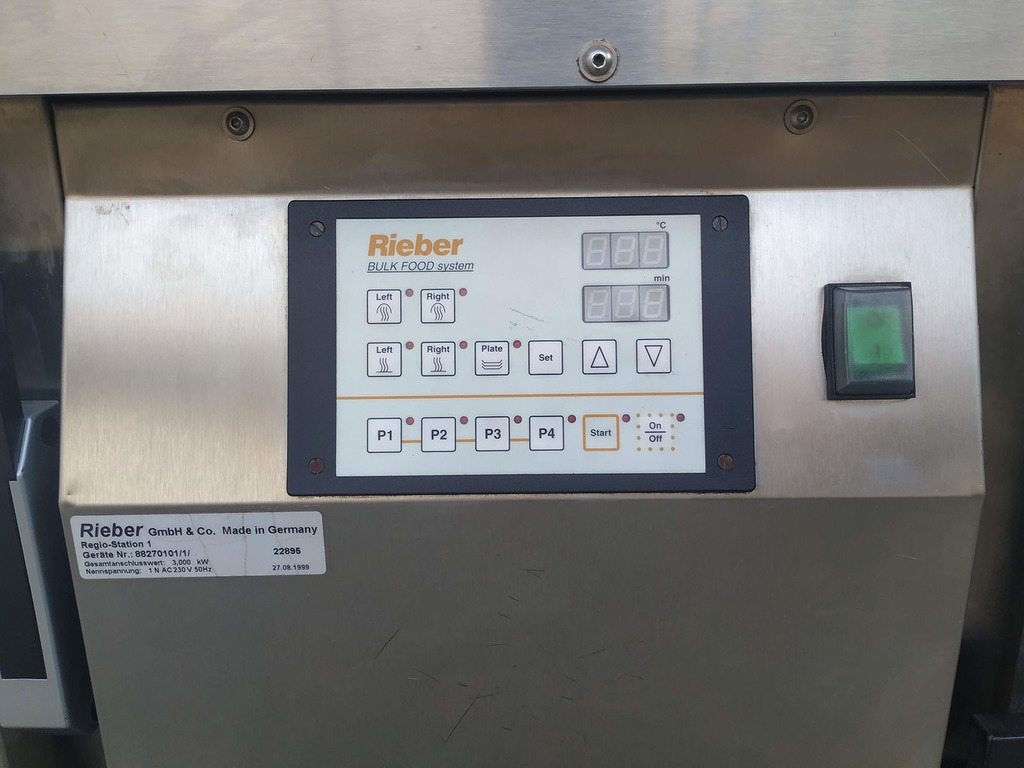 Rieber
BULK FOOD system
°C
min
Left Right
Left Right Plate Set
P1 P2 P3 P4 Start On
Off
Rieber GmbH & Co. Made in Germany
Regio-Station 1
Geräte Nr.: 88270101/1/ 22895
Gesamtanschlusswert: 3,000 kW
Nennspannung: 1 N AC 230 V 50Hz 27.08.1999